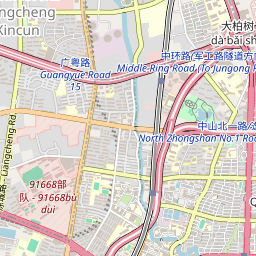 ngcheng
Xincun
大柏树
dà bǎi sh
广粤路
Guangyue Road
15
中环路(军工路隧道方
Middle Ring Road (To Jungong R
中山北一路
North Zhongshan No.1 Road
Liangcheng Rd
91668部
队 - 91668bù
duì
Q